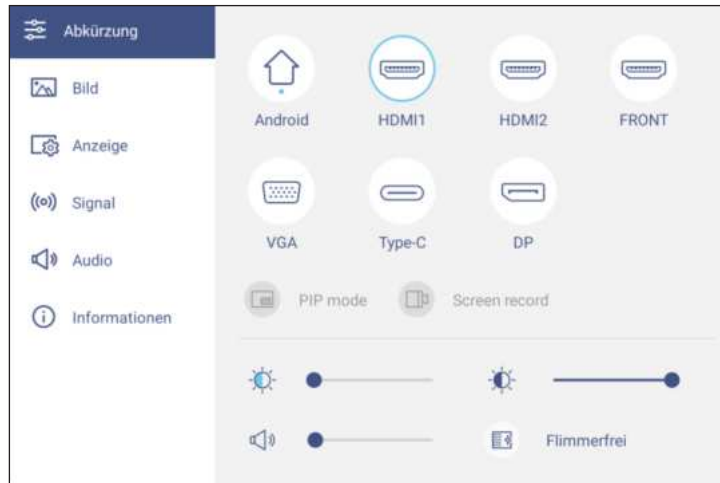 Abkürzung
Bild
Anzeige
Signal
Audio
Informationen
Android HDMI1 HDMI2 FRONT
VGA Type-C DP
PIP mode Screen record
Flimmerfrei